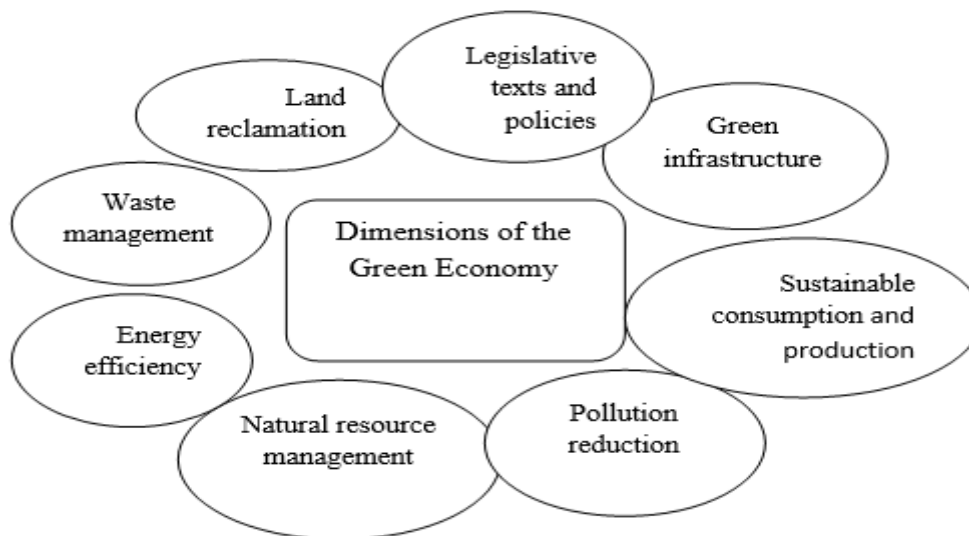 Legislative
texts and
policies
Land
reclamation
Green
infrastructure
Waste
management
Dimensions of the
Green Economy
Sustainable
consumption and
production
Energy
efficiency
Natural resource
management
Pollution
reduction